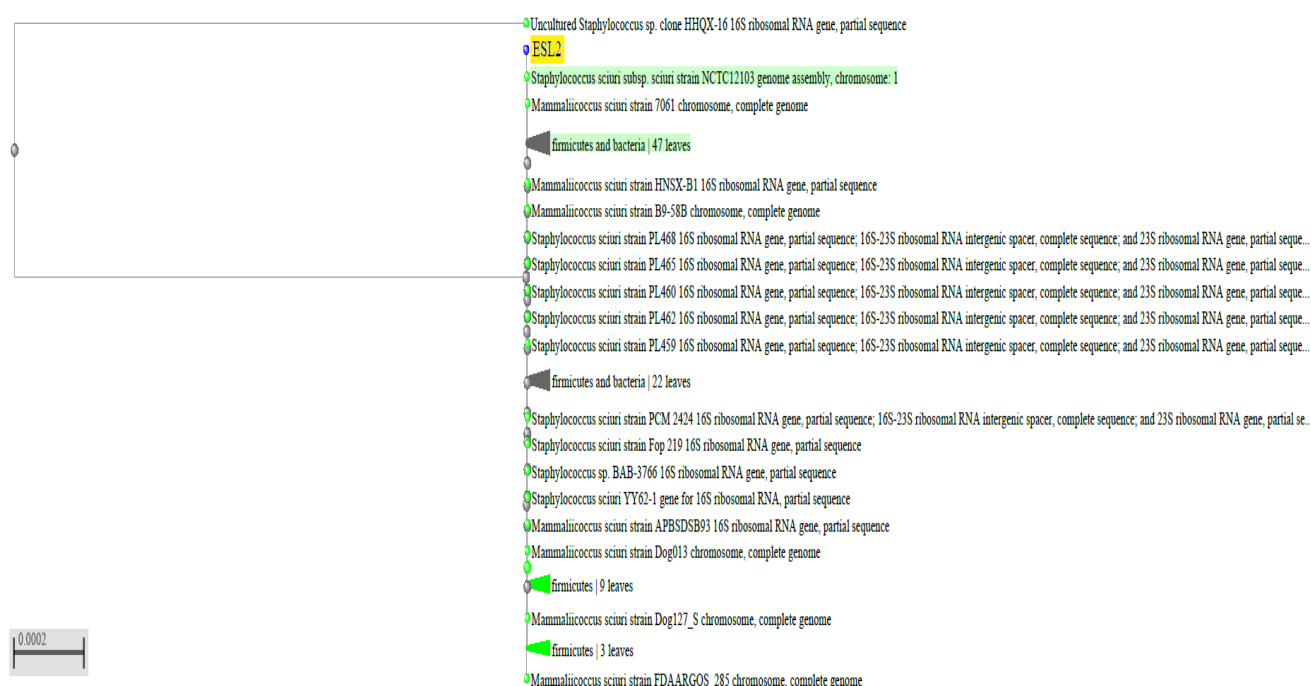 Uncultured Staphylococcus sp. clone HHQX-16 16S ribosomal RNA gene, partial sequence
ESL2
Staphylococcus sciuri subsp. sciuri strain NCTC12103 genome assembly, chromosome: 1
Mammaliicoccus sciuri strain 7061 chromosome, complete genome
firmicutes and bacteria | 47 leaves
Mammaliicoccus sciuri strain HNSX-B1 16S ribosomal RNA gene, partial sequence
Mammaliicoccus sciuri strain B9-58B chromosome, complete genome
Staphylococcus sciuri strain PL468 16S ribosomal RNA gene, partial sequence; 16S-23S ribosomal RNA intergenic spacer, complete sequence; and 23S ribosomal RNA gene, partial seque...
Staphylococcus sciuri strain PL465 16S ribosomal RNA gene, partial sequence; 16S-23S ribosomal RNA intergenic spacer, complete sequence; and 23S ribosomal RNA gene, partial seque...
Staphylococcus sciuri strain PL460 16S ribosomal RNA gene, partial sequence; 16S-23S ribosomal RNA intergenic spacer, complete sequence; and 23S ribosomal RNA gene, partial seque...
Staphylococcus sciuri strain PL462 16S ribosomal RNA gene, partial sequence; 16S-23S ribosomal RNA intergenic spacer, complete sequence; and 23S ribosomal RNA gene, partial seque...
Staphylococcus sciuri strain PL459 16S ribosomal RNA gene, partial sequence; 16S-23S ribosomal RNA intergenic spacer, complete sequence; and 23S ribosomal RNA gene, partial seque...
firmicutes and bacteria | 22 leaves
Staphylococcus sciuri strain PCM 2424 16S ribosomal RNA gene, partial sequence; 16S-23S ribosomal RNA intergenic spacer, complete sequence; and 23S ribosomal RNA gene, partial se..
Staphylococcus sciuri strain Fop 219 16S ribosomal RNA gene, partial sequence
Staphylococcus sp. BAB-3766 16S ribosomal RNA gene, partial sequence
Staphylococcus sciuri YY62-1 gene for 16S ribosomal RNA, partial sequence
Mammaliicoccus sciuri strain APBSDSB93 16S ribosomal RNA gene, partial sequence
Mammaliicoccus sciuri strain Dog013 chromosome, complete genome
firmicutes | 9 leaves
Mammaliicoccus sciuri strain Dog127_S chromosome, complete genome
0.0002
firmicutes | 3 leaves
Mammaliicoccus sciuri strain FDAARGOS_285 chromosome, complete genome